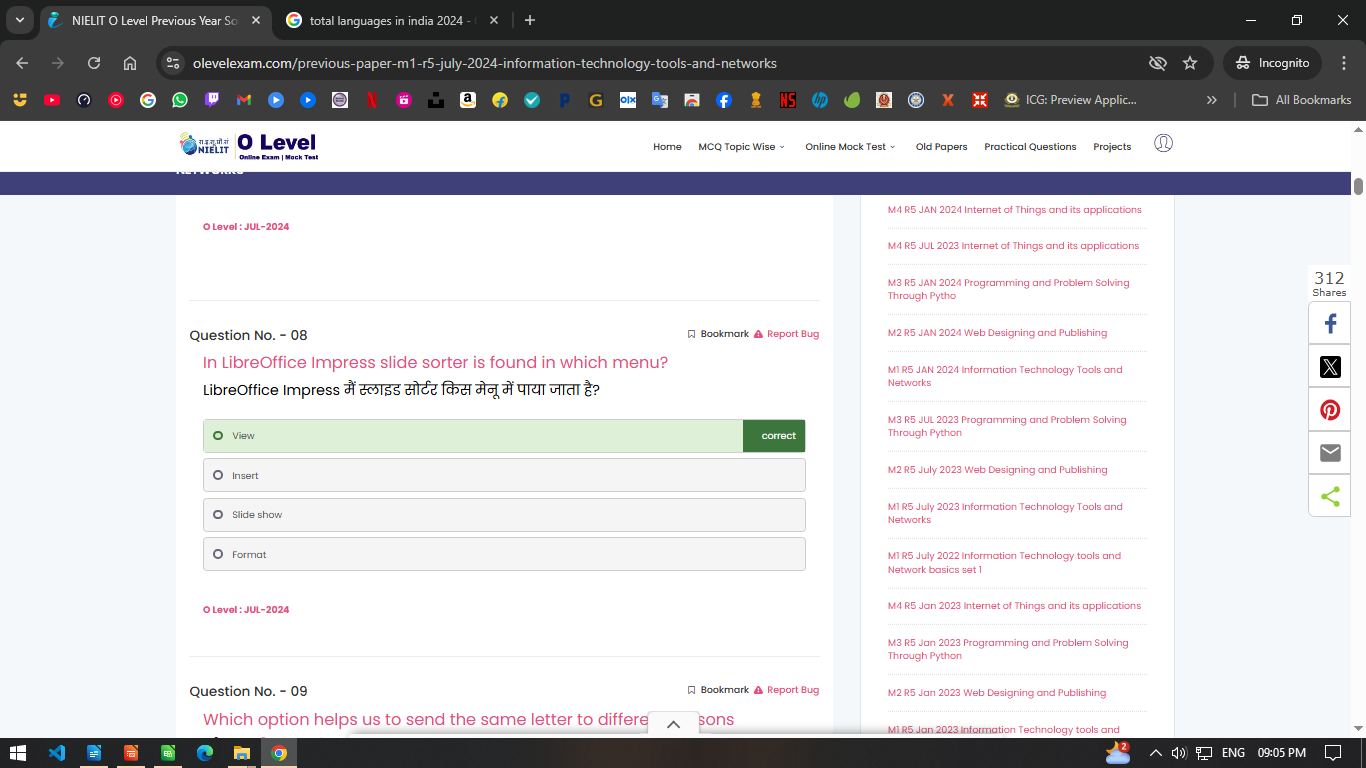 NIELIT O Level Previous Year So
total languages in india 2024 -
olevelexam.com/previous-paper-m1-r5-july-2024-information-technology-tools-and-networks
Incognito
ICG: Preview Applic...
All Bookmarks
रा.इ.सू.प्रौ.सं
NIELIT
O Level
Online Exam | Mock Test
Home
MCQ Topic Wise
Online Mock Test
Old Papers
Practical Questions
Projects
NETWORKS
O Level : JUL-2024
Question No. - 08
Bookmark
Report Bug
In LibreOffice Impress slide sorter is found in which menu?
LibreOffice Impress मैं स्लाइड सोर्टर किस मेनू में पाया जाता है?
View
correct
Insert
Slide show
Format
O Level : JUL-2024
Question No. - 09
Bookmark
Report Bug
Which option helps us to send the same letter to different
M4 R5 JAN 2024 Internet of Things and its applications
M4 R5 JUL 2023 Internet of Things and its applications
M3 R5 JAN 2024 Programming and Problem Solving
Through Pytho
M2 R5 JAN 2024 Web Designing and Publishing
M1 R5 JAN 2024 Information Technology Tools and
Networks
M3 R5 JUL 2023 Programming and Problem Solving
Through Python
M2 R5 July 2023 Web Designing and Publishing
M1 R5 July 2023 Information Technology Tools and
Networks
M1 R5 July 2022 Information Technology tools and
Network basics set 1
M4 R5 Jan 2023 Internet of Things and its applications
M3 R5 Jan 2023 Programming and Problem Solving
Through Python
M2 R5 Jan 2023 Web Designing and Publishing
M1 R5 Jan 2023 Information Technology tools and
312
Shares
2
ENG
09:05 PM